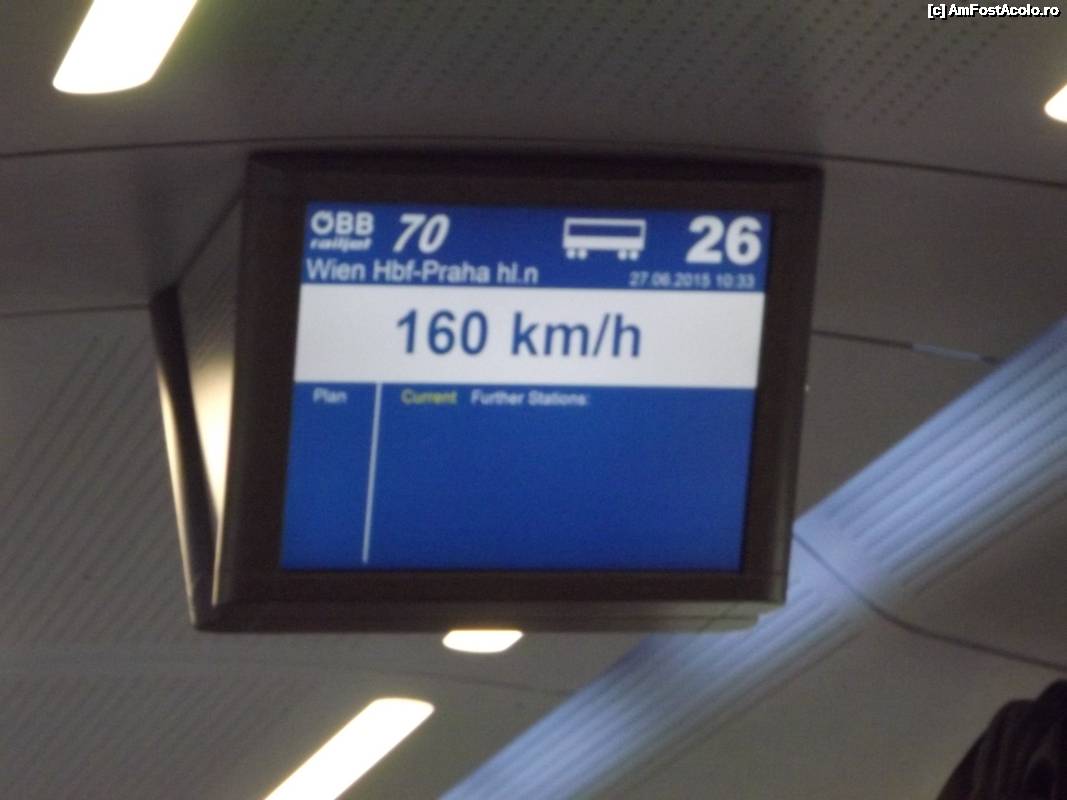 [c] AmFostAcolo.ro
ÖBB 70 26
railjet
Wien Hbf-Praha hl.n 27.06.2015 10:33
160 km/h
Plan Current Further Stations: